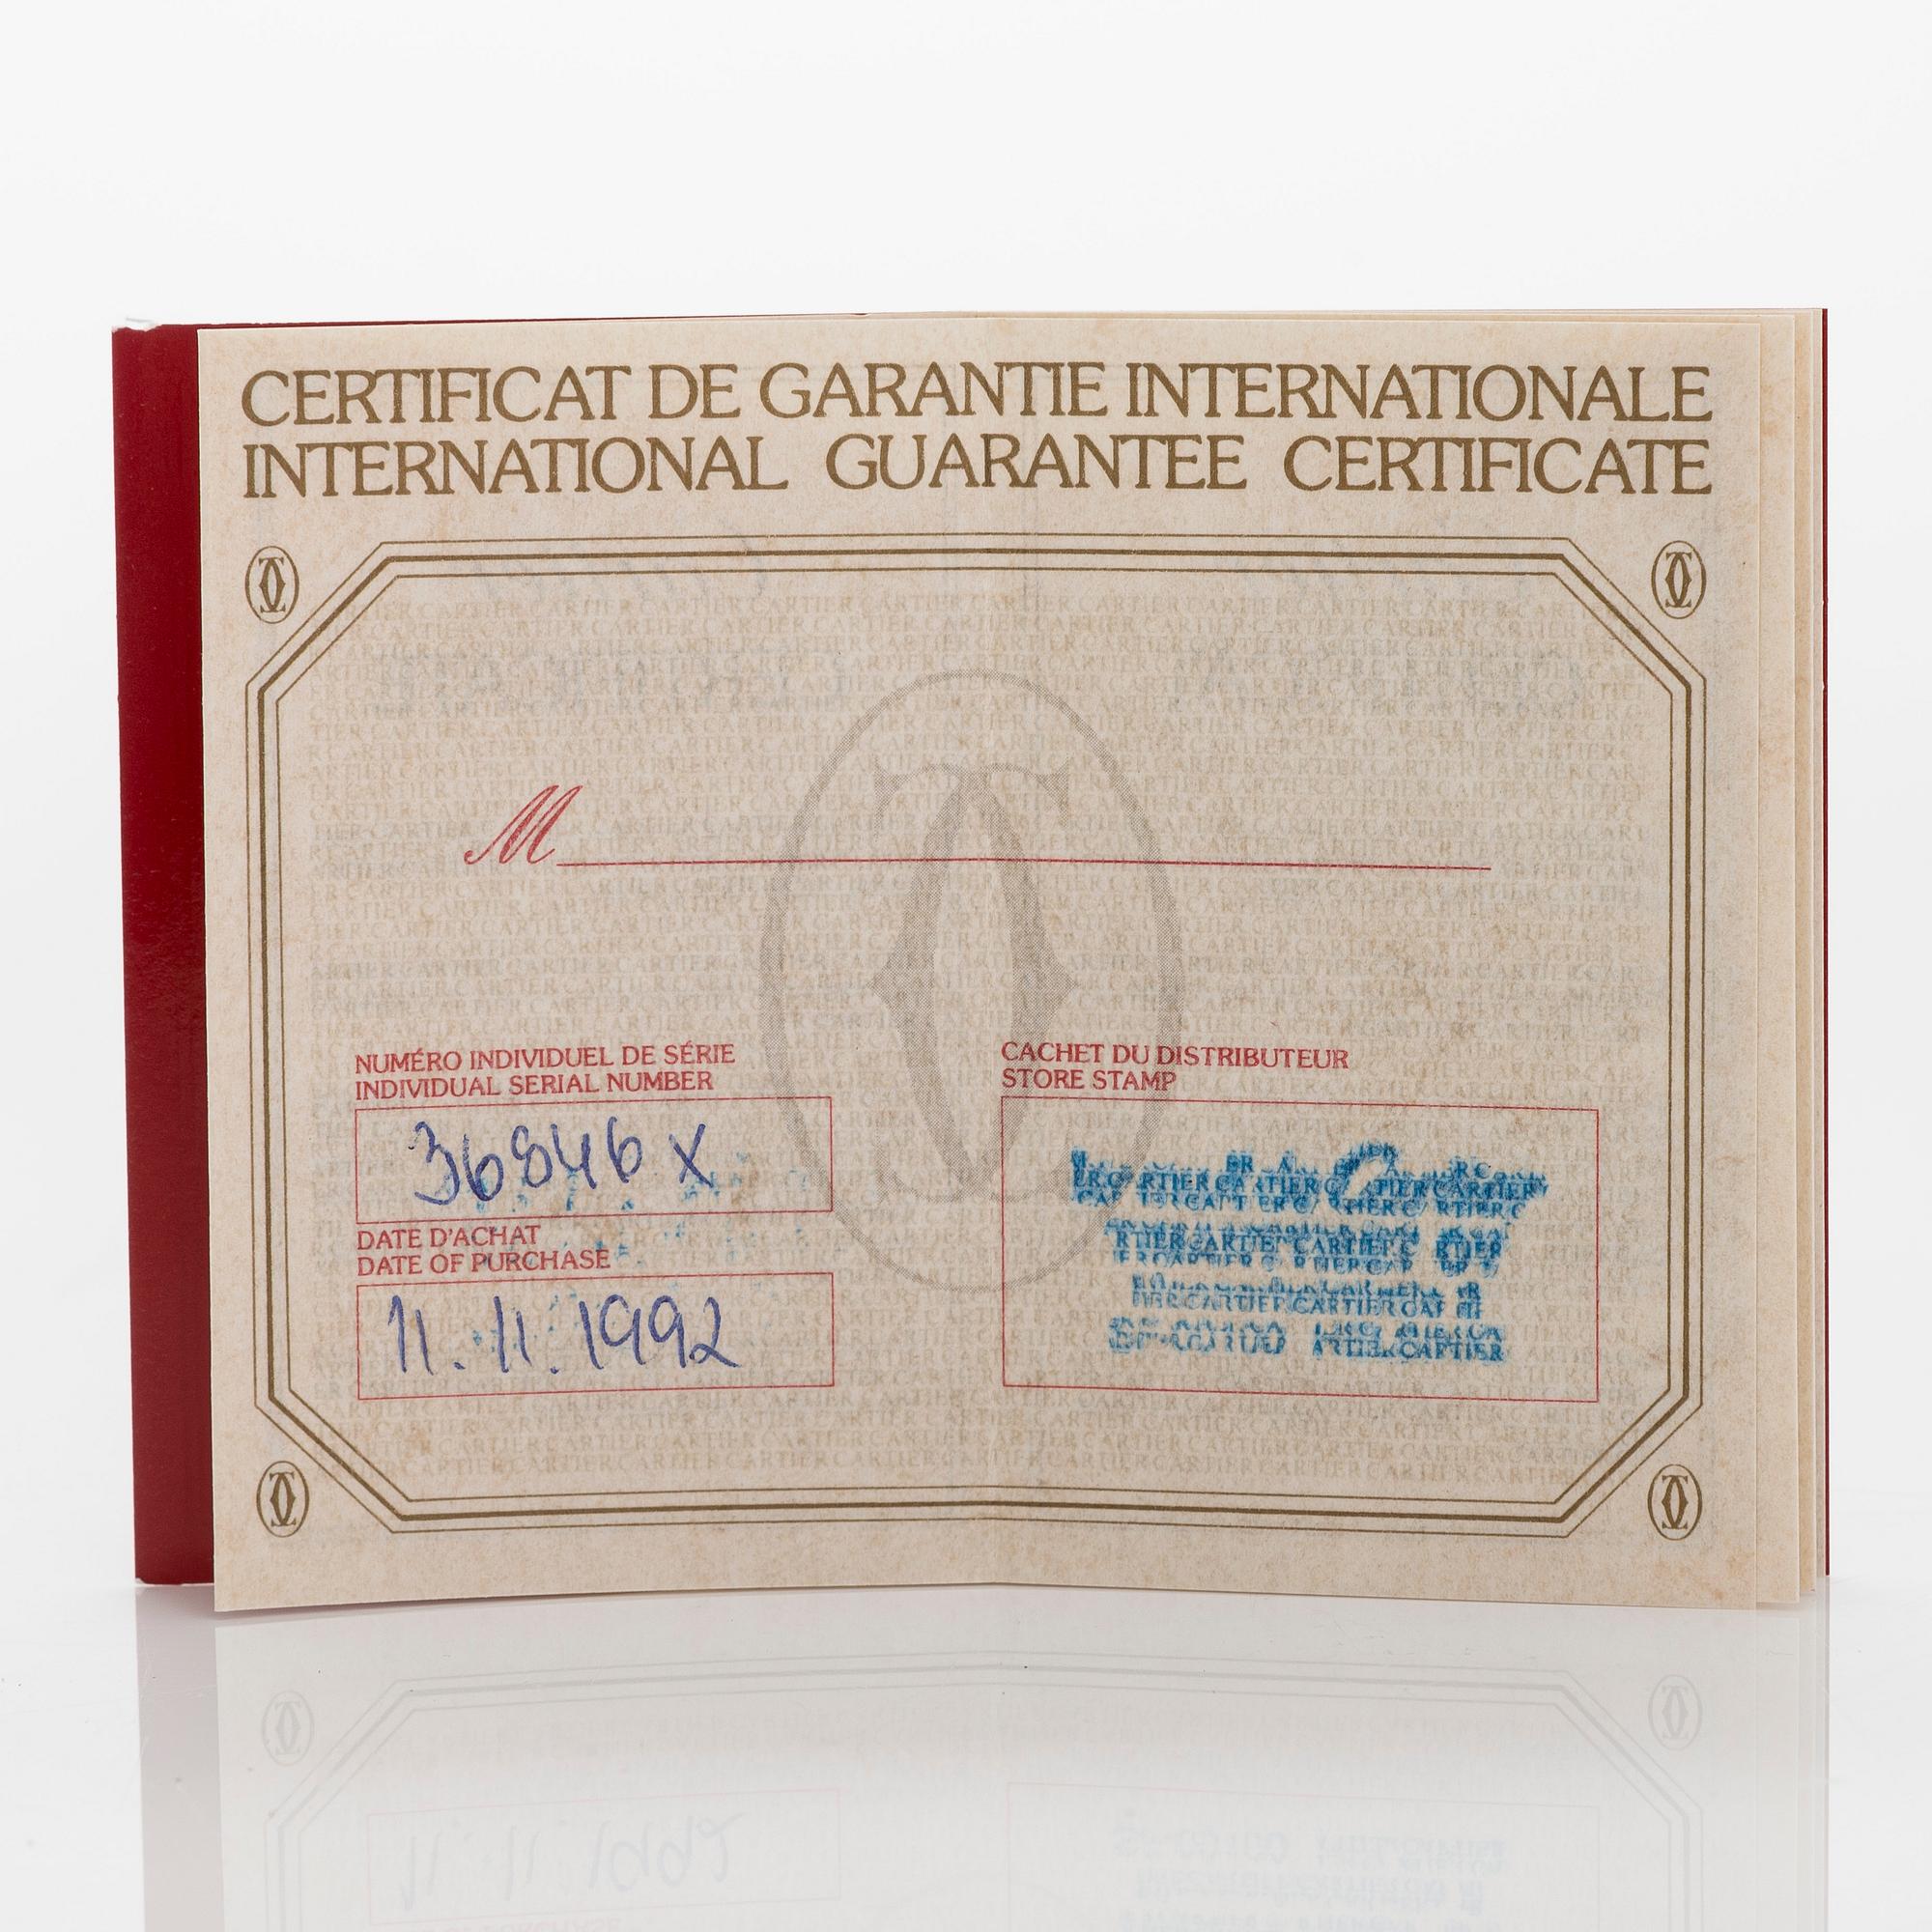 CERTIFICAT DE GARANTIE INTERNATIONALE
INTERNATIONAL GUARANTEE CERTIFICATE
M
NUMÉRO INDIVIDUEL DE SÉRIE
INDIVIDUAL SERIAL NUMBER
36846 X
DATE D'ACHAT
DATE OF PURCHASE
11.11.1992
CACHET DU DISTRIBUTEUR
STORE STAMP